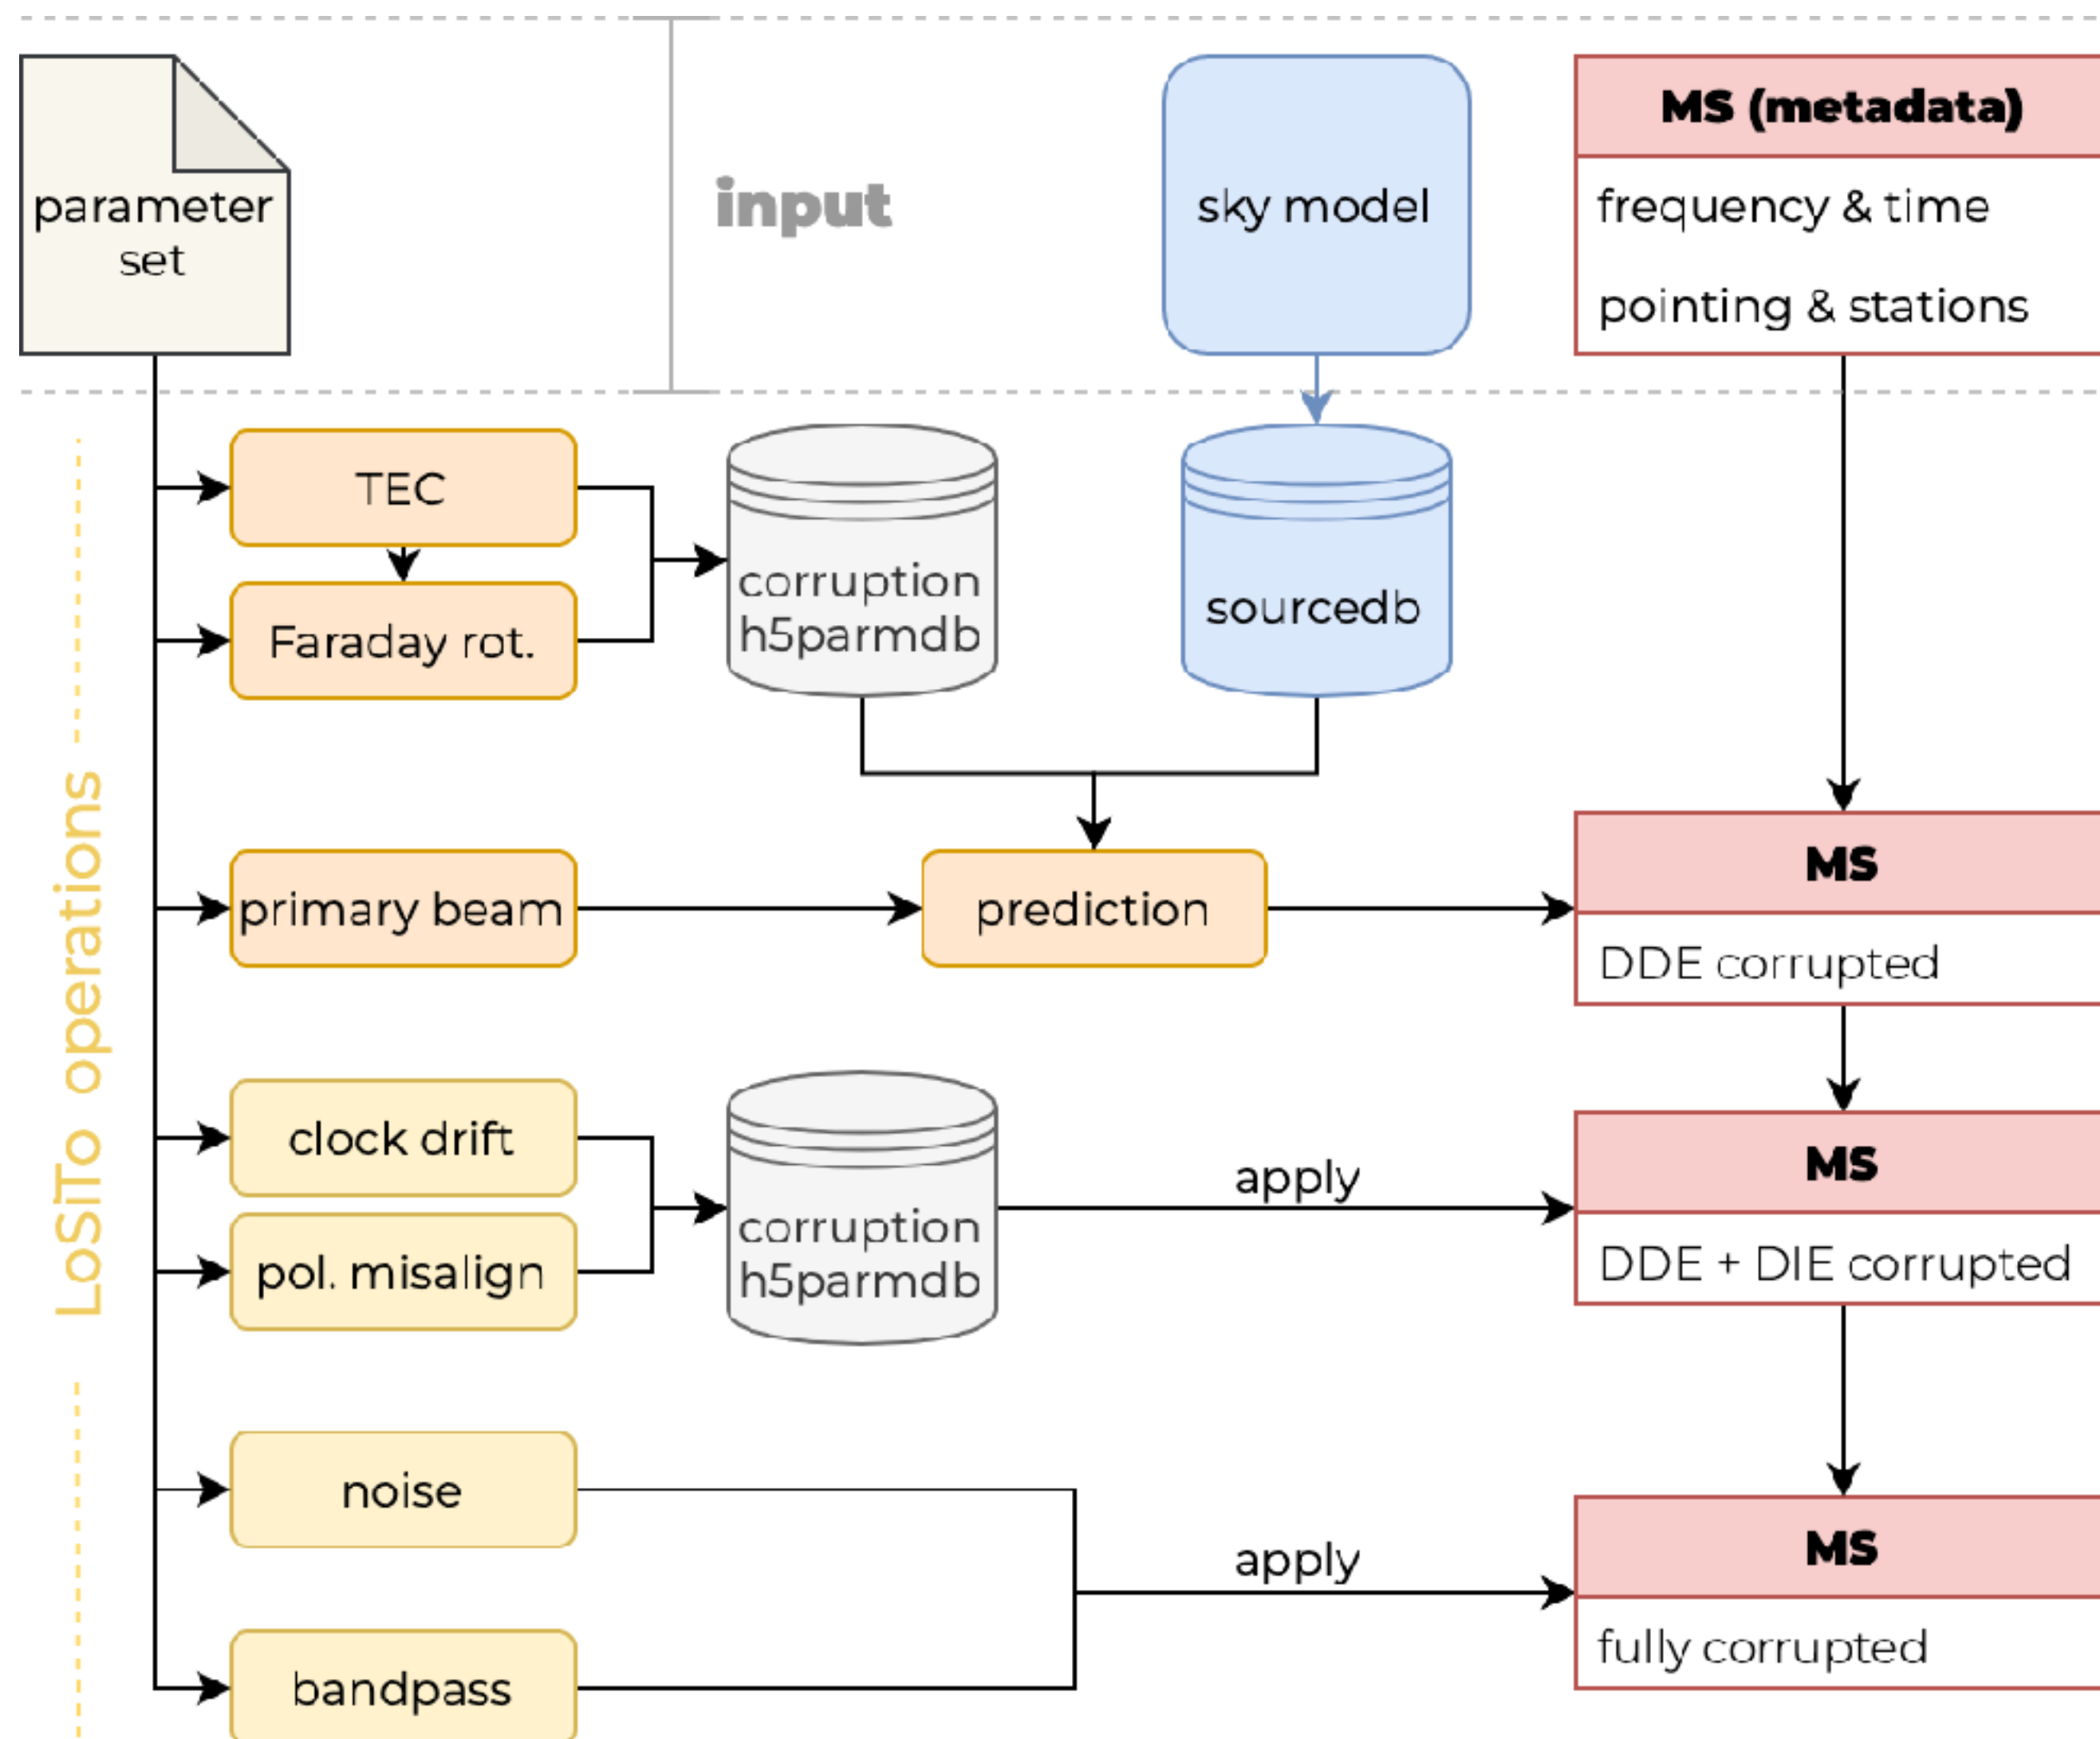 parameter
set
input
sky model
MS (metadata)
frequency & time
pointing & stations
LoSiTo operations
TEC
Faraday rot.
corruption
h5parmdb
sourcedb
primary beam
prediction
MS
DDE corrupted
clock drift
pol. misalign
corruption
h5parmdb
apply
MS
DDE + DIE corrupted
noise
bandpass
apply
MS
fully corrupted